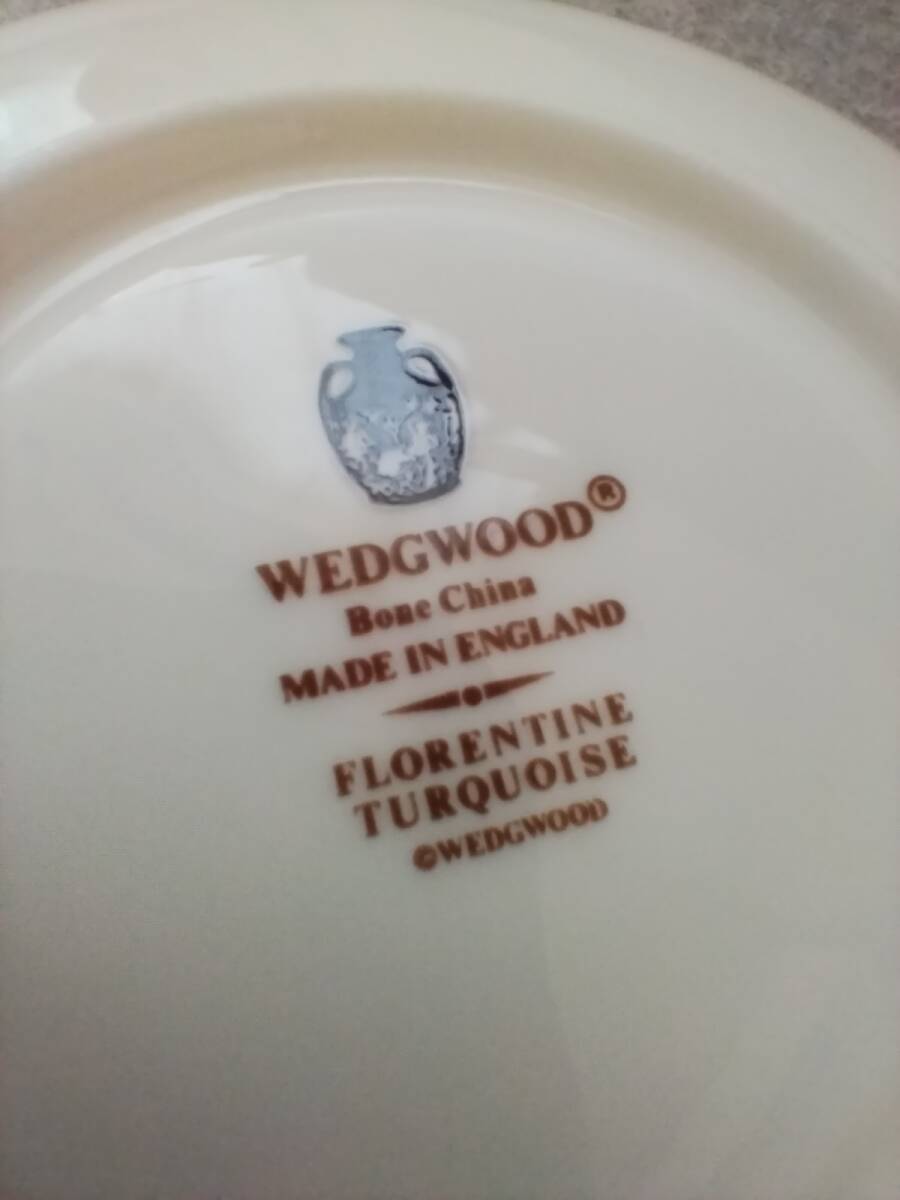 WEDGWOOD®
Bone China
MADE IN ENGLAND
FLORENTINE
TURQUOISE
©WEDGWOOD